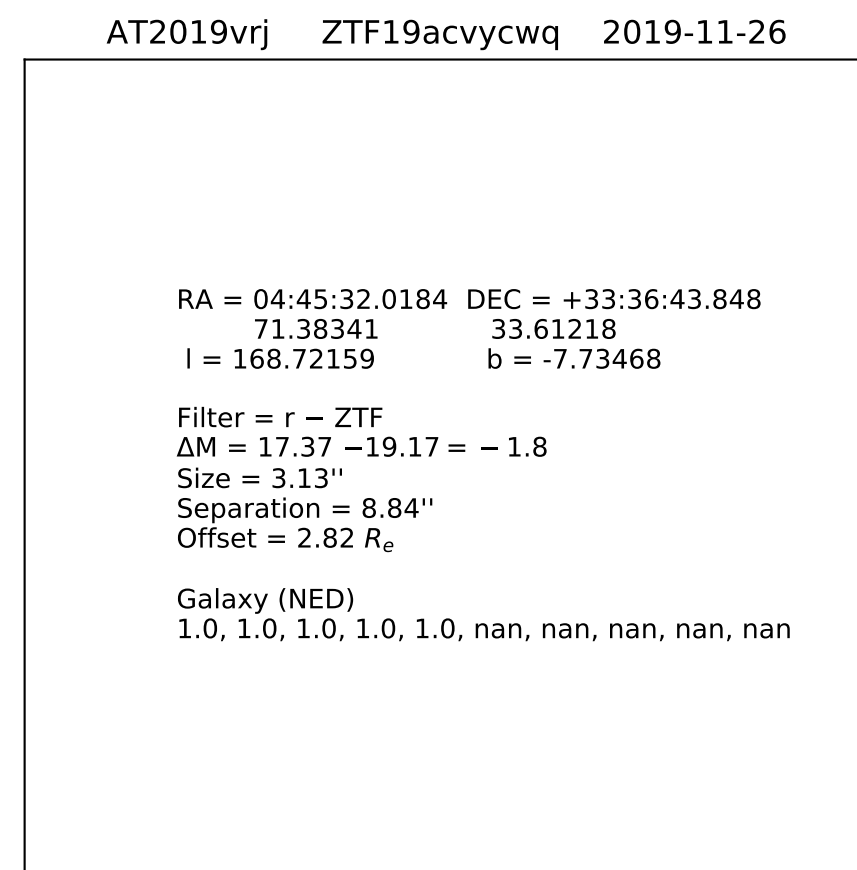 AT2019vrj ZTF19acvycwq 2019-11-26
RA = 04:45:32.0184 DEC = +33:36:43.848
71.38341 33.61218
l = 168.72159 b = -7.73468
Filter = r − ZTF
ΔM = 17.37 −19.17 = − 1.8
Size = 3.13''
Separation = 8.84''
Offset = 2.82 Re
Galaxy (NED)
1.0, 1.0, 1.0, 1.0, 1.0, nan, nan, nan, nan, nan